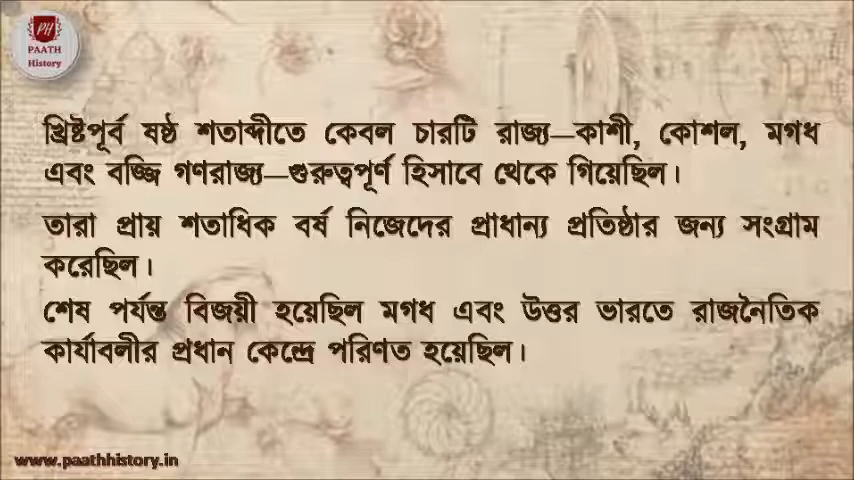 PH
PAATH
History
খ্রিষ্টপূর্ব ষষ্ঠ শতাব্দীতে কেবল চারটি রাজ্য—কাশী, কোশল, মগধ
এবং বজ্জি গণরাজ্য—গুরুত্বপূর্ণ হিসাবে থেকে গিয়েছিল।
তারা প্রায় শতাধিক বর্ষ নিজেদের প্রাধান্য প্রতিষ্ঠার জন্য সংগ্রাম
করেছিল।
শেষ পর্যন্ত বিজয়ী হয়েছিল মগধ এবং উত্তর ভারতে রাজনৈতিক
কার্যাবলীর প্রধান কেন্দ্রে পরিণত হয়েছিল।
www.paathhistory.in